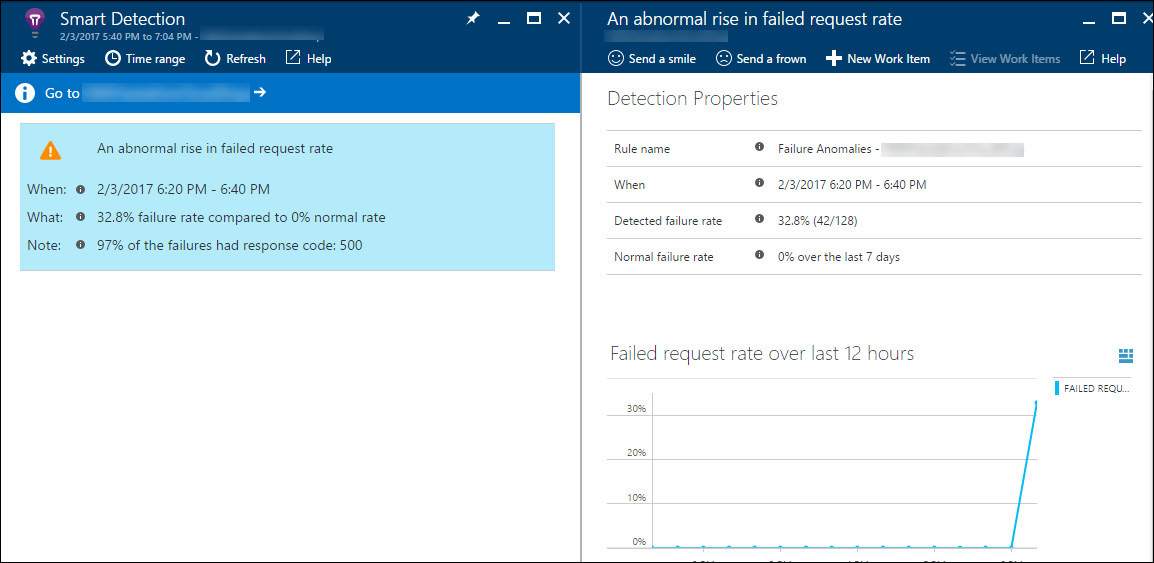 Smart Detection
2/3/2017 5:40 PM to 7:04 PM -
Settings Time range Refresh Help
Go to
An abnormal rise in failed request rate
When: 2/3/2017 6:20 PM - 6:40 PM
What: 32.8% failure rate compared to 0% normal rate
Note: 97% of the failures had response code: 500
An abnormal rise in failed request rate
Send a smile Send a frown New Work Item View Work Items Help
Detection Properties
Rule name Failure Anomalies -
When 2/3/2017 6:20 PM - 6:40 PM
Detected failure rate 32.8% (42/128)
Normal failure rate 0% over the last 7 days
Failed request rate over last 12 hours
FAILED REQU...
30%
20%
10%
0%